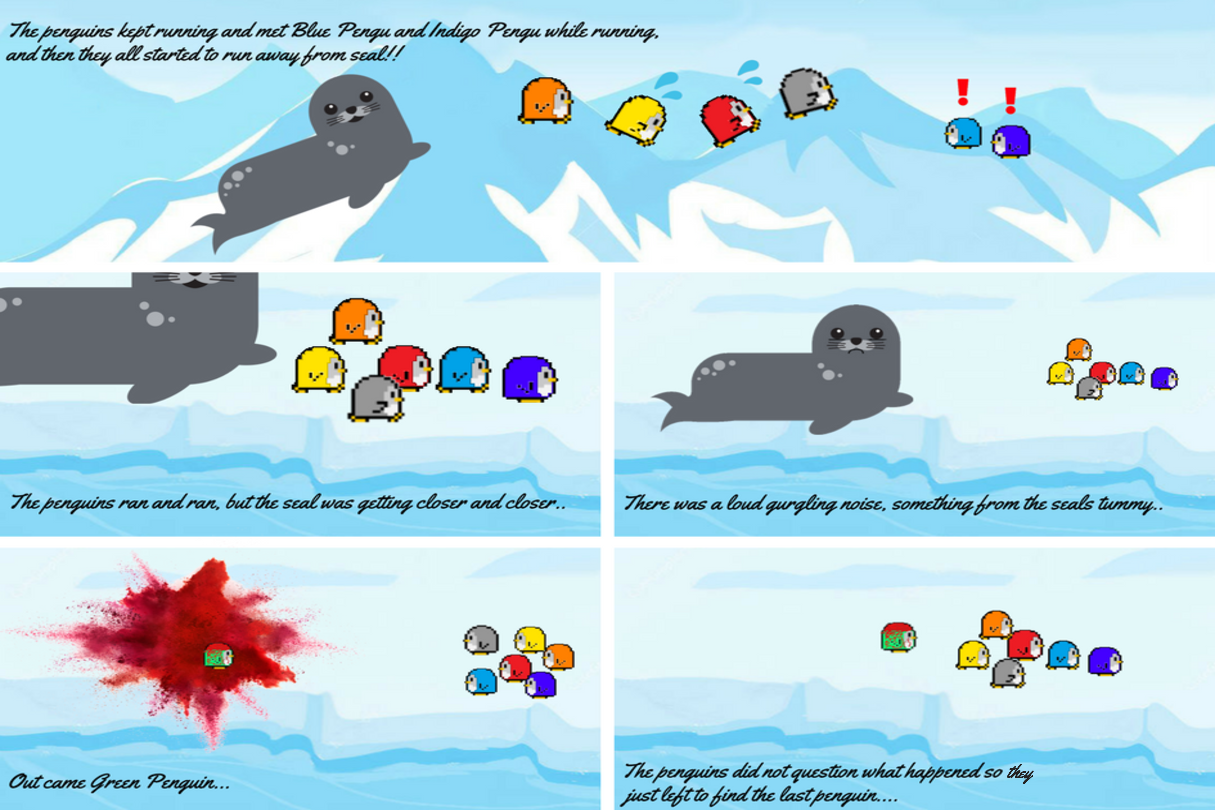 The penguins kept running and met Blue Pengu and Indigo Pengu while running,
and then they all started to run away from seal!!
! !
The penguins ran and ran, but the seal was getting closer and closer..
There was a loud gurgling noise, something from the seals tummy..
Out came Green Penguin...
The penguins did not question what happened so they
just left to find the last penguin....